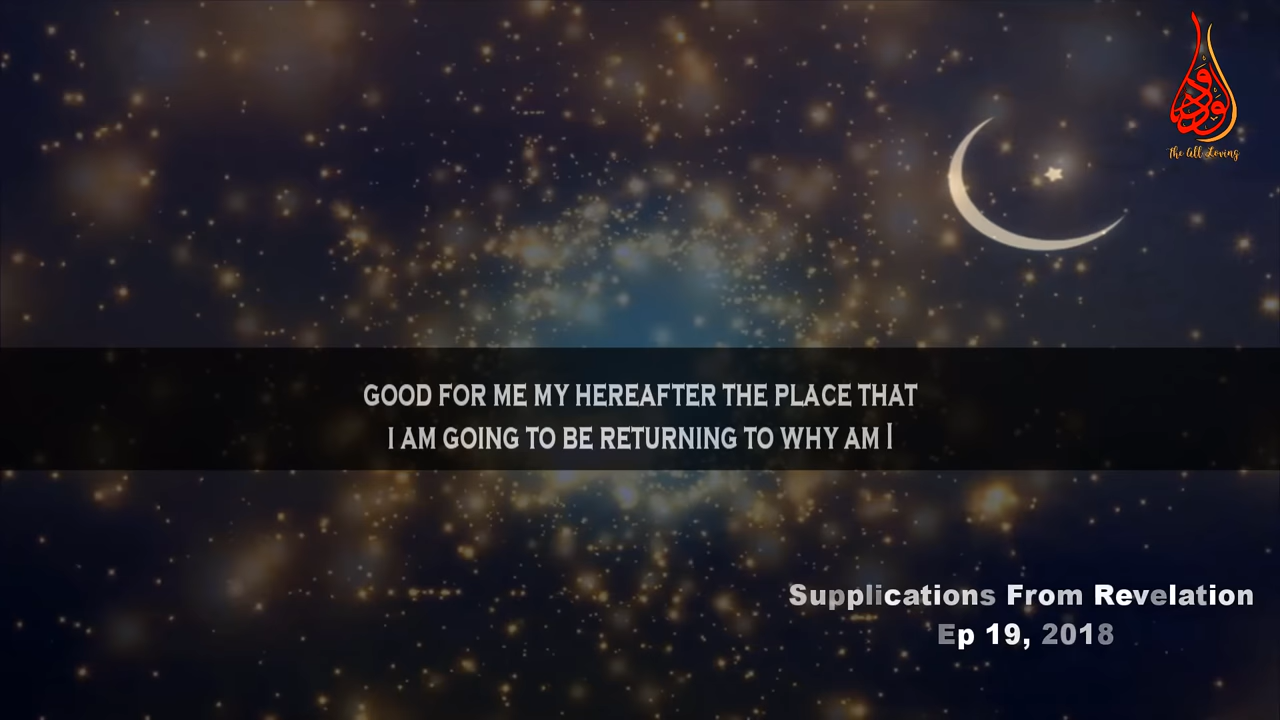 الودود
The All Loving
GOOD FOR ME MY HEREAFTER THE PLACE THAT
I AM GOING TO BE RETURNING TO WHY AM I
Supplications From Revelation
Ep 19, 2018